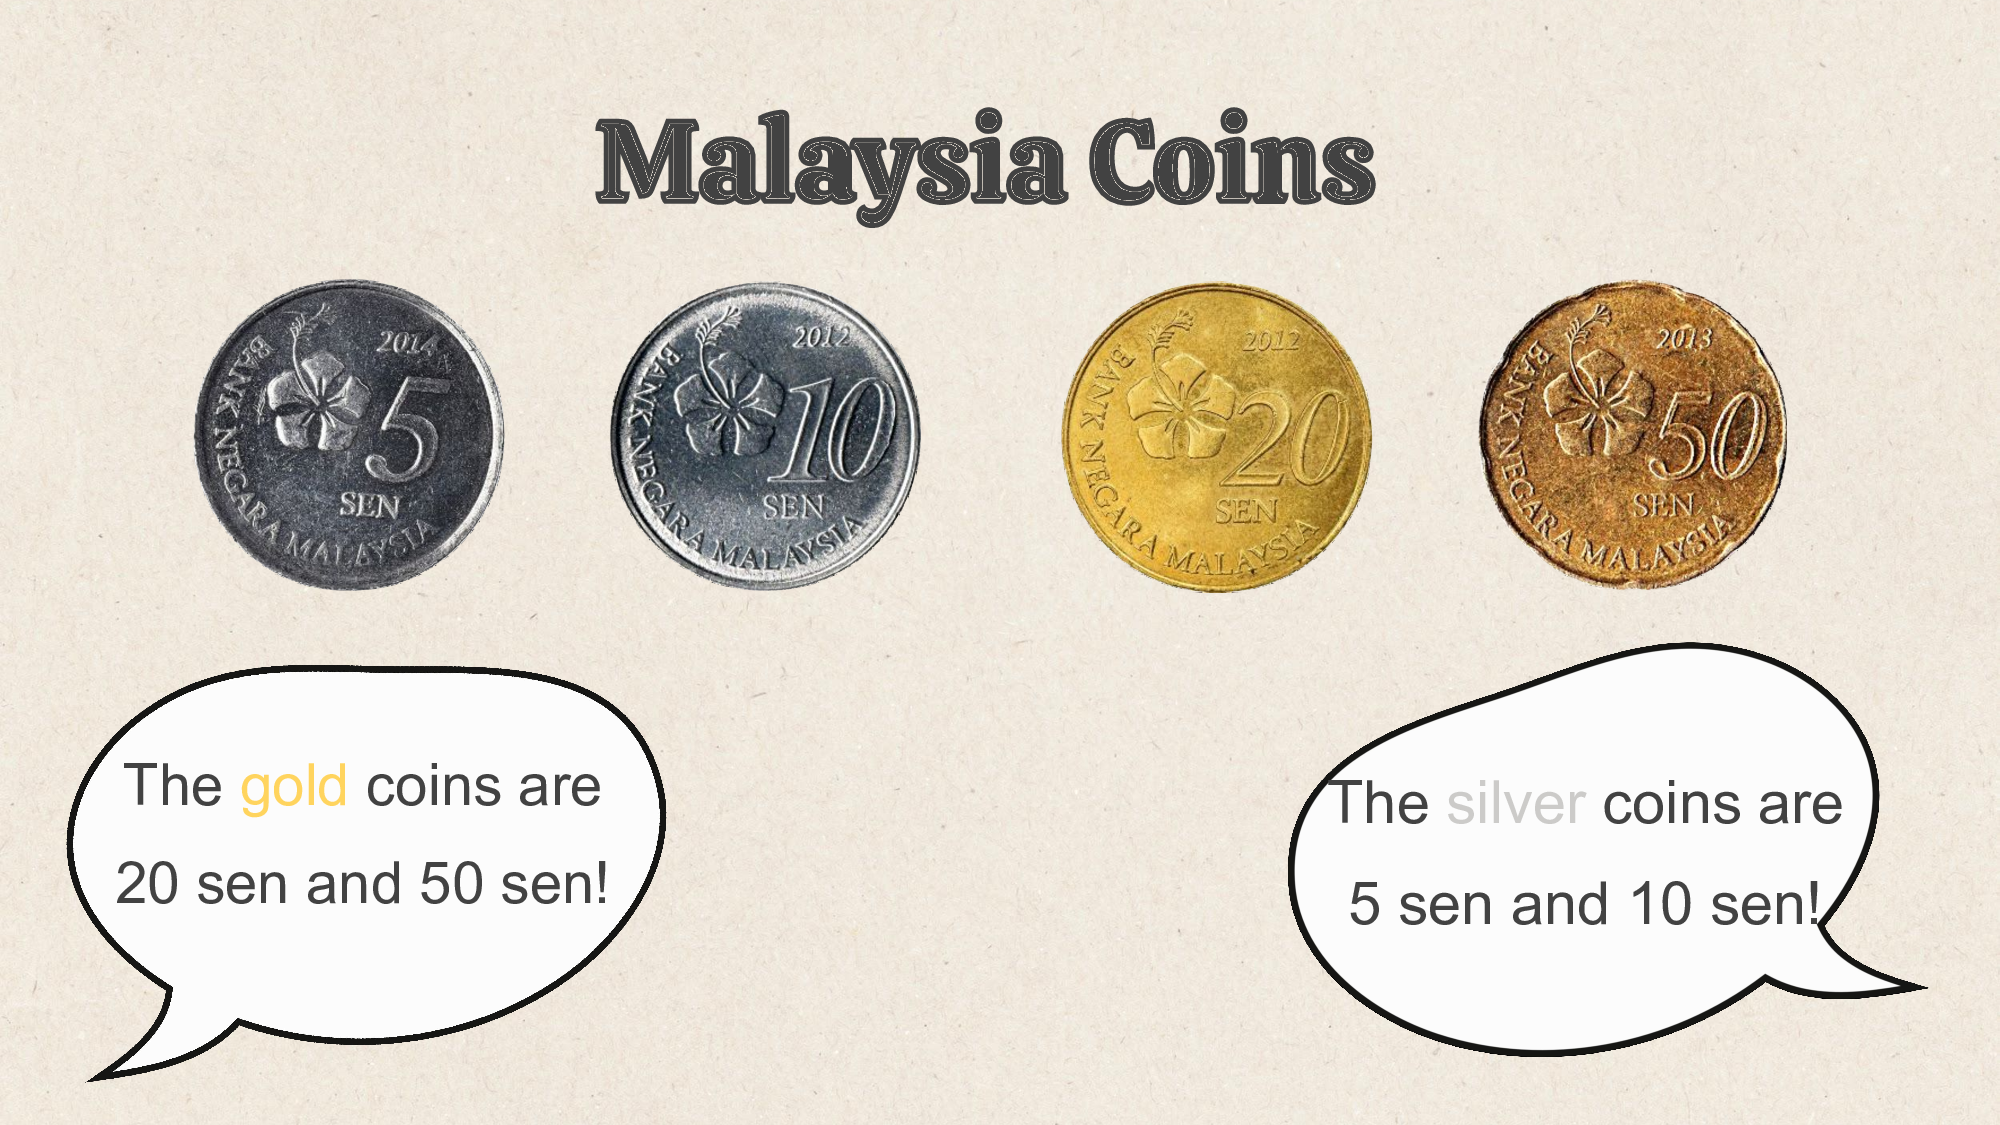 Malaysia Coins
2014
5
SEN
BANK NEGARA MALAYSIA
2012
10
SEN
BANK NEGARA MALAYSIA
2012
20
SEN
BANK NEGARA MALAYSIA
2013
50
SEN
BANK NEGARA MALAYSIA
The gold coins are
20 sen and 50 sen!
The silver coins are
5 sen and 10 sen!